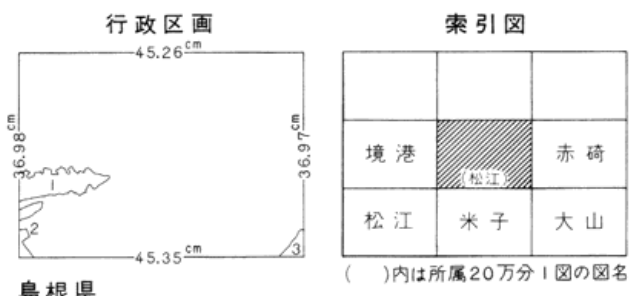 行政区画
45.26cm
36.98cm
36.97cm
1
2
3
45.35cm
島根県
索引図
境港
赤碕
(松江)
松江
米子
大山
( )内は所属20万分1図の図名